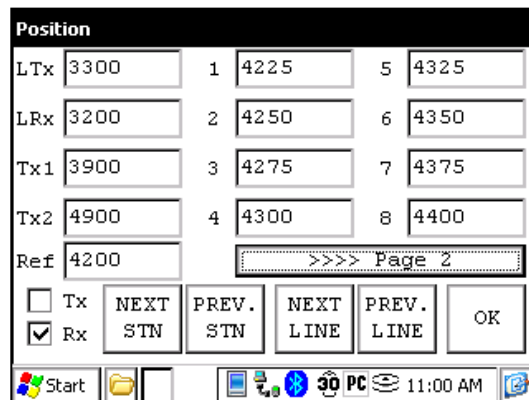 Position
LTx 3300 1 4225 5 4325
LRx 3200 2 4250 6 4350
Tx1 3900 3 4275 7 4375
Tx2 4900 4 4300 8 4400
Ref 4200 >>>> Page 2
Tx NEXT STN PREV. STN NEXT LINE PREV. LINE OK
Rx
Start 30 PC 11:00 AM